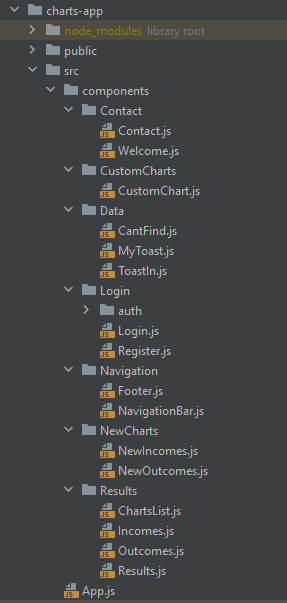 charts-app
node_modules library root
public
src
components
Contact
Contact.js
Welcome.js
CustomCharts
CustomChart.js
Data
CantFind.js
MyToast.js
ToastIn.js
Login
auth
Login.js
Register.js
Navigation
Footer.js
NavigationBar.js
NewCharts
NewIncomes.js
NewOutcomes.js
Results
ChartsList.js
Incomes.js
Outcomes.js
Results.js
App.js